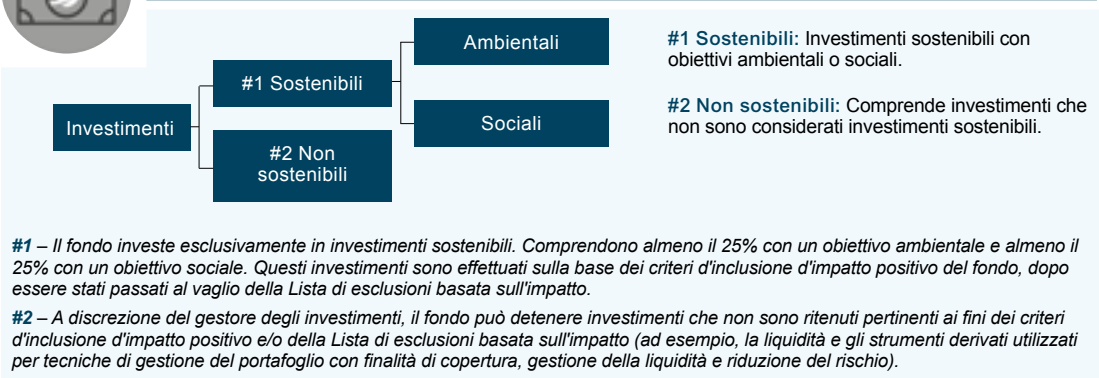 Investimenti
#1 Sostenibili
#2 Non
sostenibili
Ambientali
Sociali
#1 Sostenibili: Investimenti sostenibili con
obiettivi ambientali o sociali.
#2 Non sostenibili: Comprende investimenti che
non sono considerati investimenti sostenibili.
#1 – Il fondo investe esclusivamente in investimenti sostenibili. Comprendono almeno il 25% con un obiettivo ambientale e almeno il
25% con un obiettivo sociale. Questi investimenti sono effettuati sulla base dei criteri d'inclusione d'impatto positivo del fondo, dopo
essere stati passati al vaglio della Lista di esclusioni basata sull'impatto.
#2 – A discrezione del gestore degli investimenti, il fondo può detenere investimenti che non sono ritenuti pertinenti ai fini dei criteri
d'inclusione d'impatto positivo e/o della Lista di esclusioni basata sull'impatto (ad esempio, la liquidità e gli strumenti derivati utilizzati
per tecniche di gestione del portafoglio con finalità di copertura, gestione della liquidità e riduzione del rischio).